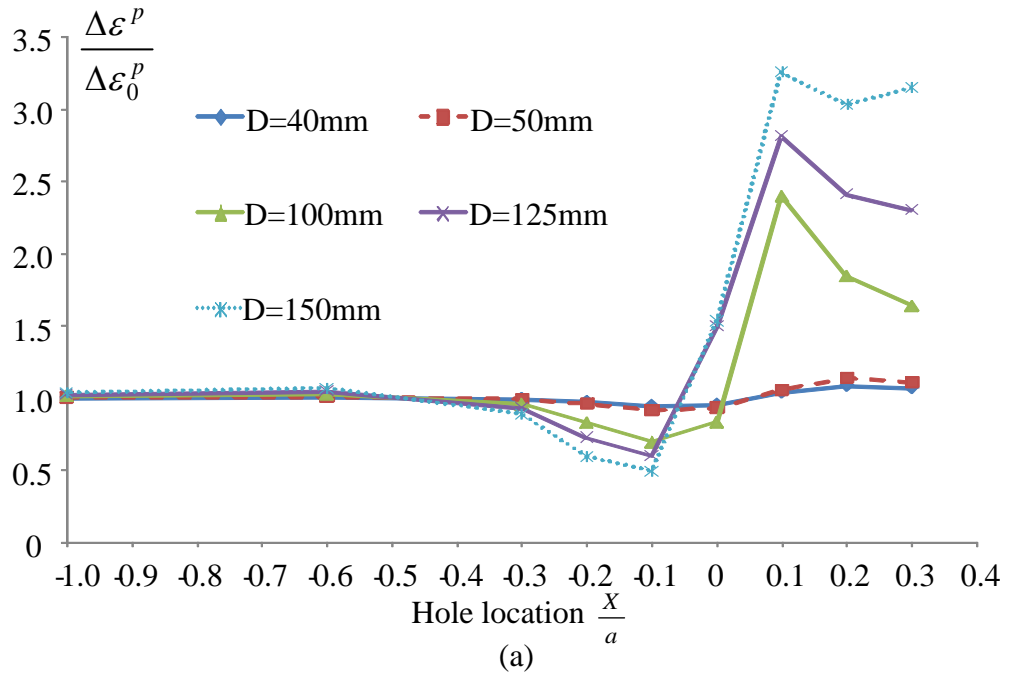 Δε^p
Δε₀^p
3.5
3.0
2.5
2.0
1.5
1.0
0.5
0
D=40mm D=50mm
D=100mm D=125mm
D=150mm
-1.0 -0.9 -0.8 -0.7 -0.6 -0.5 -0.4 -0.3 -0.2 -0.1 0 0.1 0.2 0.3 0.4
Hole location X/a
(a)